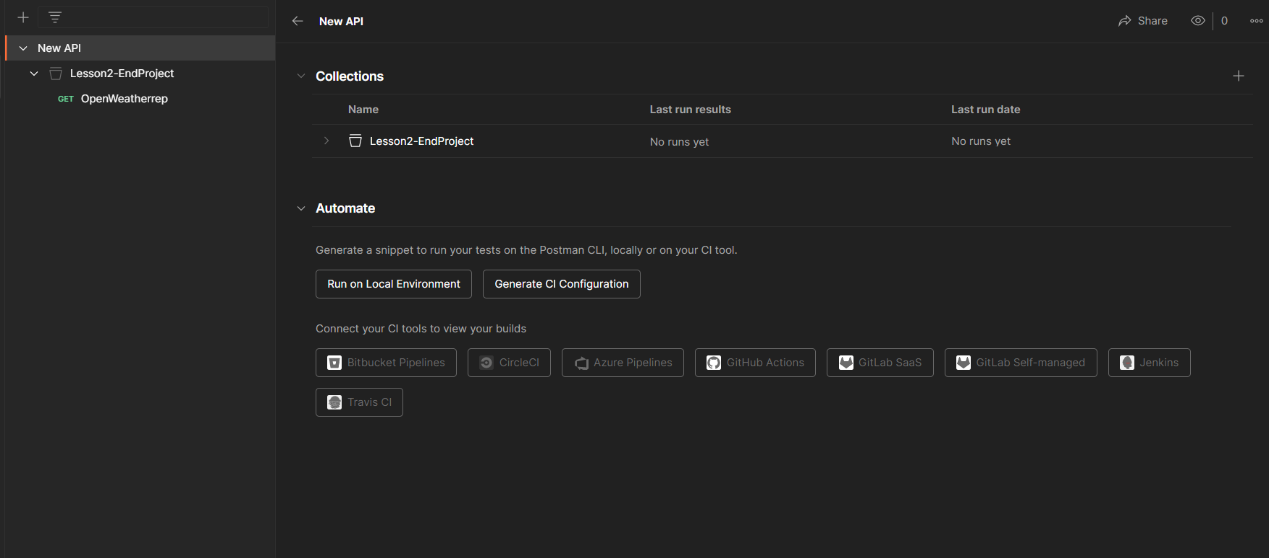 New API
Share
0
New API
Lesson2-EndProject
GET OpenWeatherrep
Collections
Name Last run results Last run date
Lesson2-EndProject No runs yet No runs yet
Automate
Generate a snippet to run your tests on the Postman CLI, locally or on your CI tool.
Run on Local Environment Generate CI Configuration
Connect your CI tools to view your builds
Bitbucket Pipelines CircleCI Azure Pipelines GitHub Actions GitLab SaaS GitLab Self-managed Jenkins
Travis CI